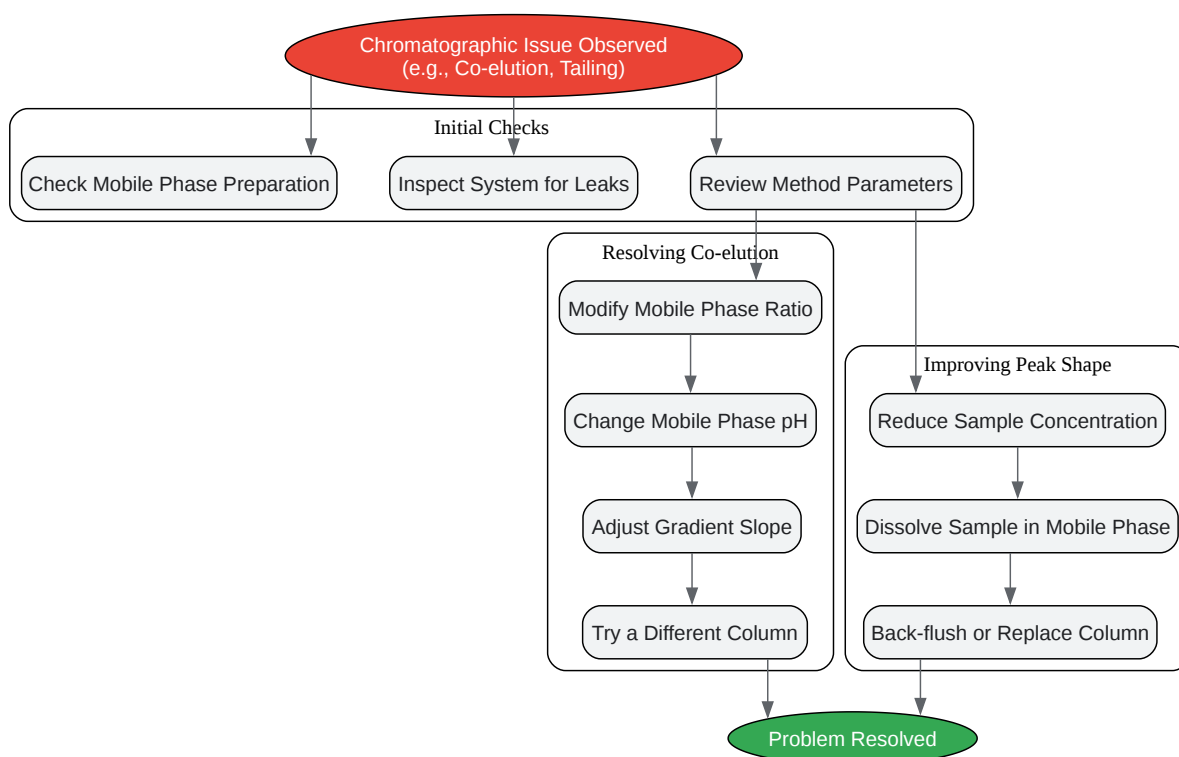 Chromatographic Issue Observed
(e.g., Co-elution, Tailing)
Initial Checks
Check Mobile Phase Preparation
Inspect System for Leaks
Review Method Parameters
Resolving Co-elution
Modify Mobile Phase Ratio
Change Mobile Phase pH
Adjust Gradient Slope
Try a Different Column
Improving Peak Shape
Reduce Sample Concentration
Dissolve Sample in Mobile Phase
Back-flush or Replace Column
Problem Resolved